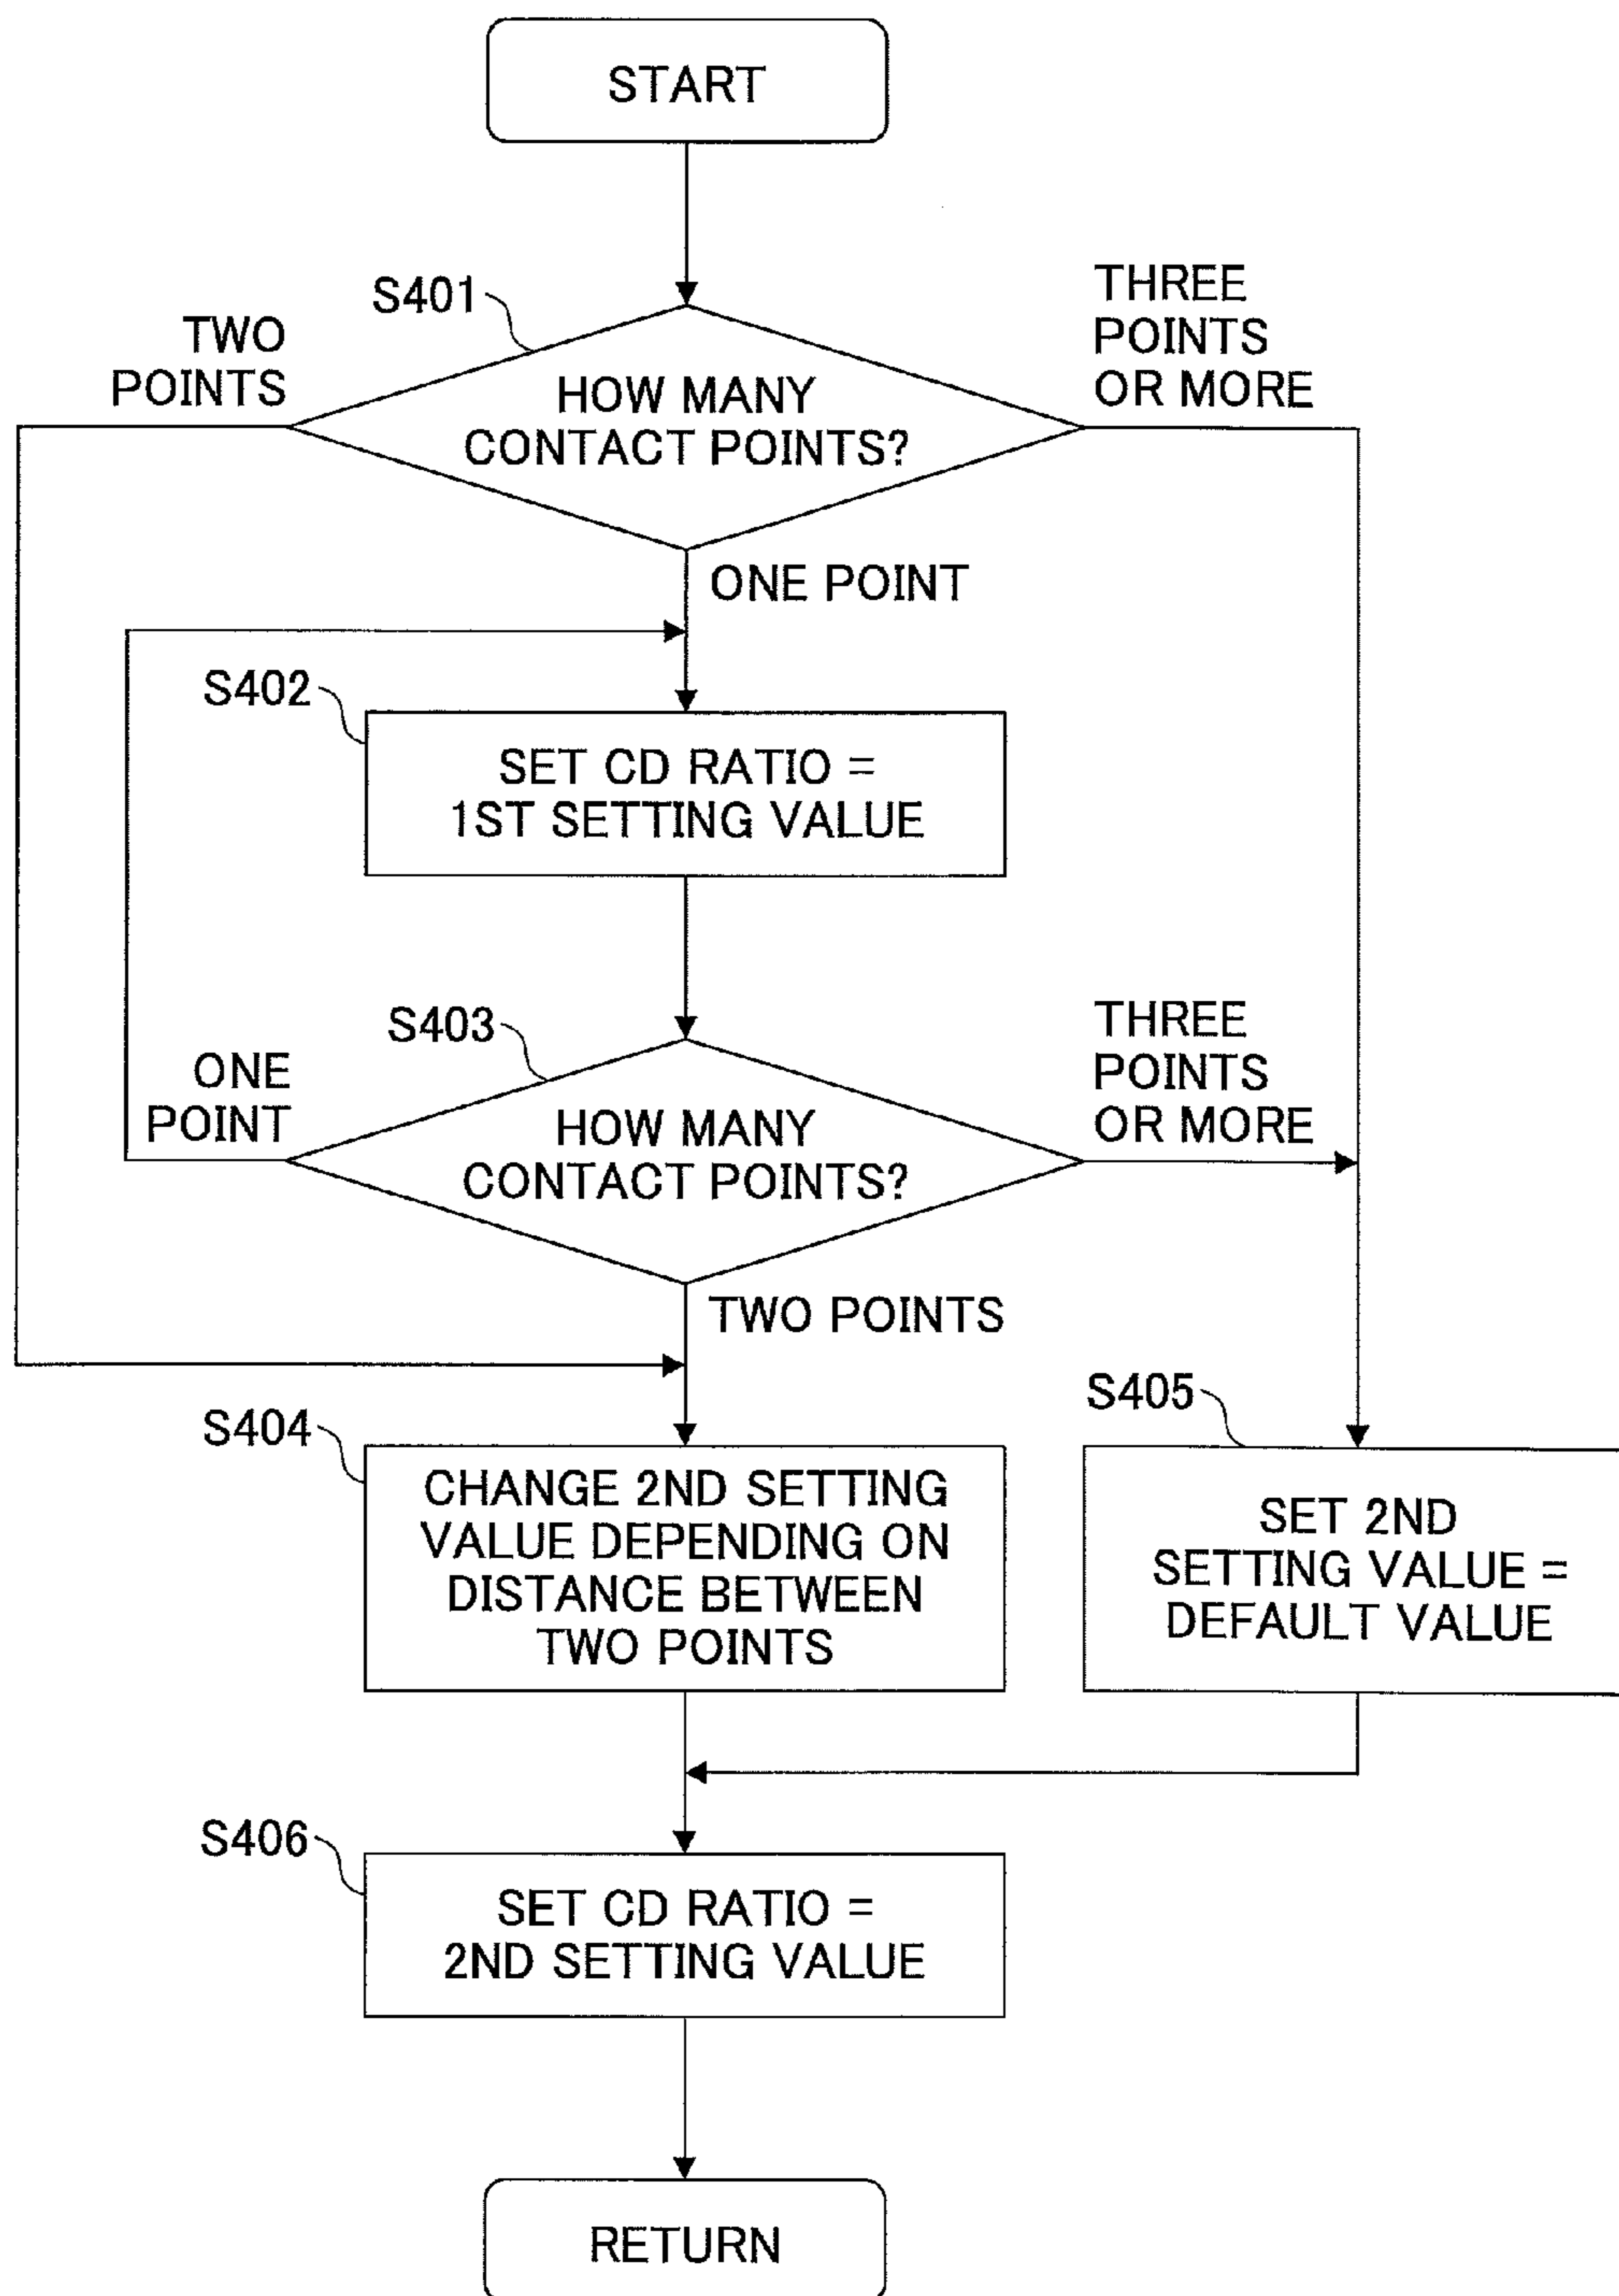 START
S401
TWO
POINTS
THREE
POINTS
OR MORE
HOW MANY
CONTACT POINTS?
ONE POINT
S402
SET CD RATIO =
1ST SETTING VALUE
S403
ONE
POINT
THREE
POINTS
OR MORE
HOW MANY
CONTACT POINTS?
TWO POINTS
S404
CHANGE 2ND SETTING
VALUE DEPENDING ON
DISTANCE BETWEEN
TWO POINTS
S405
SET 2ND
SETTING VALUE =
DEFAULT VALUE
S406
SET CD RATIO =
2ND SETTING VALUE
RETURN